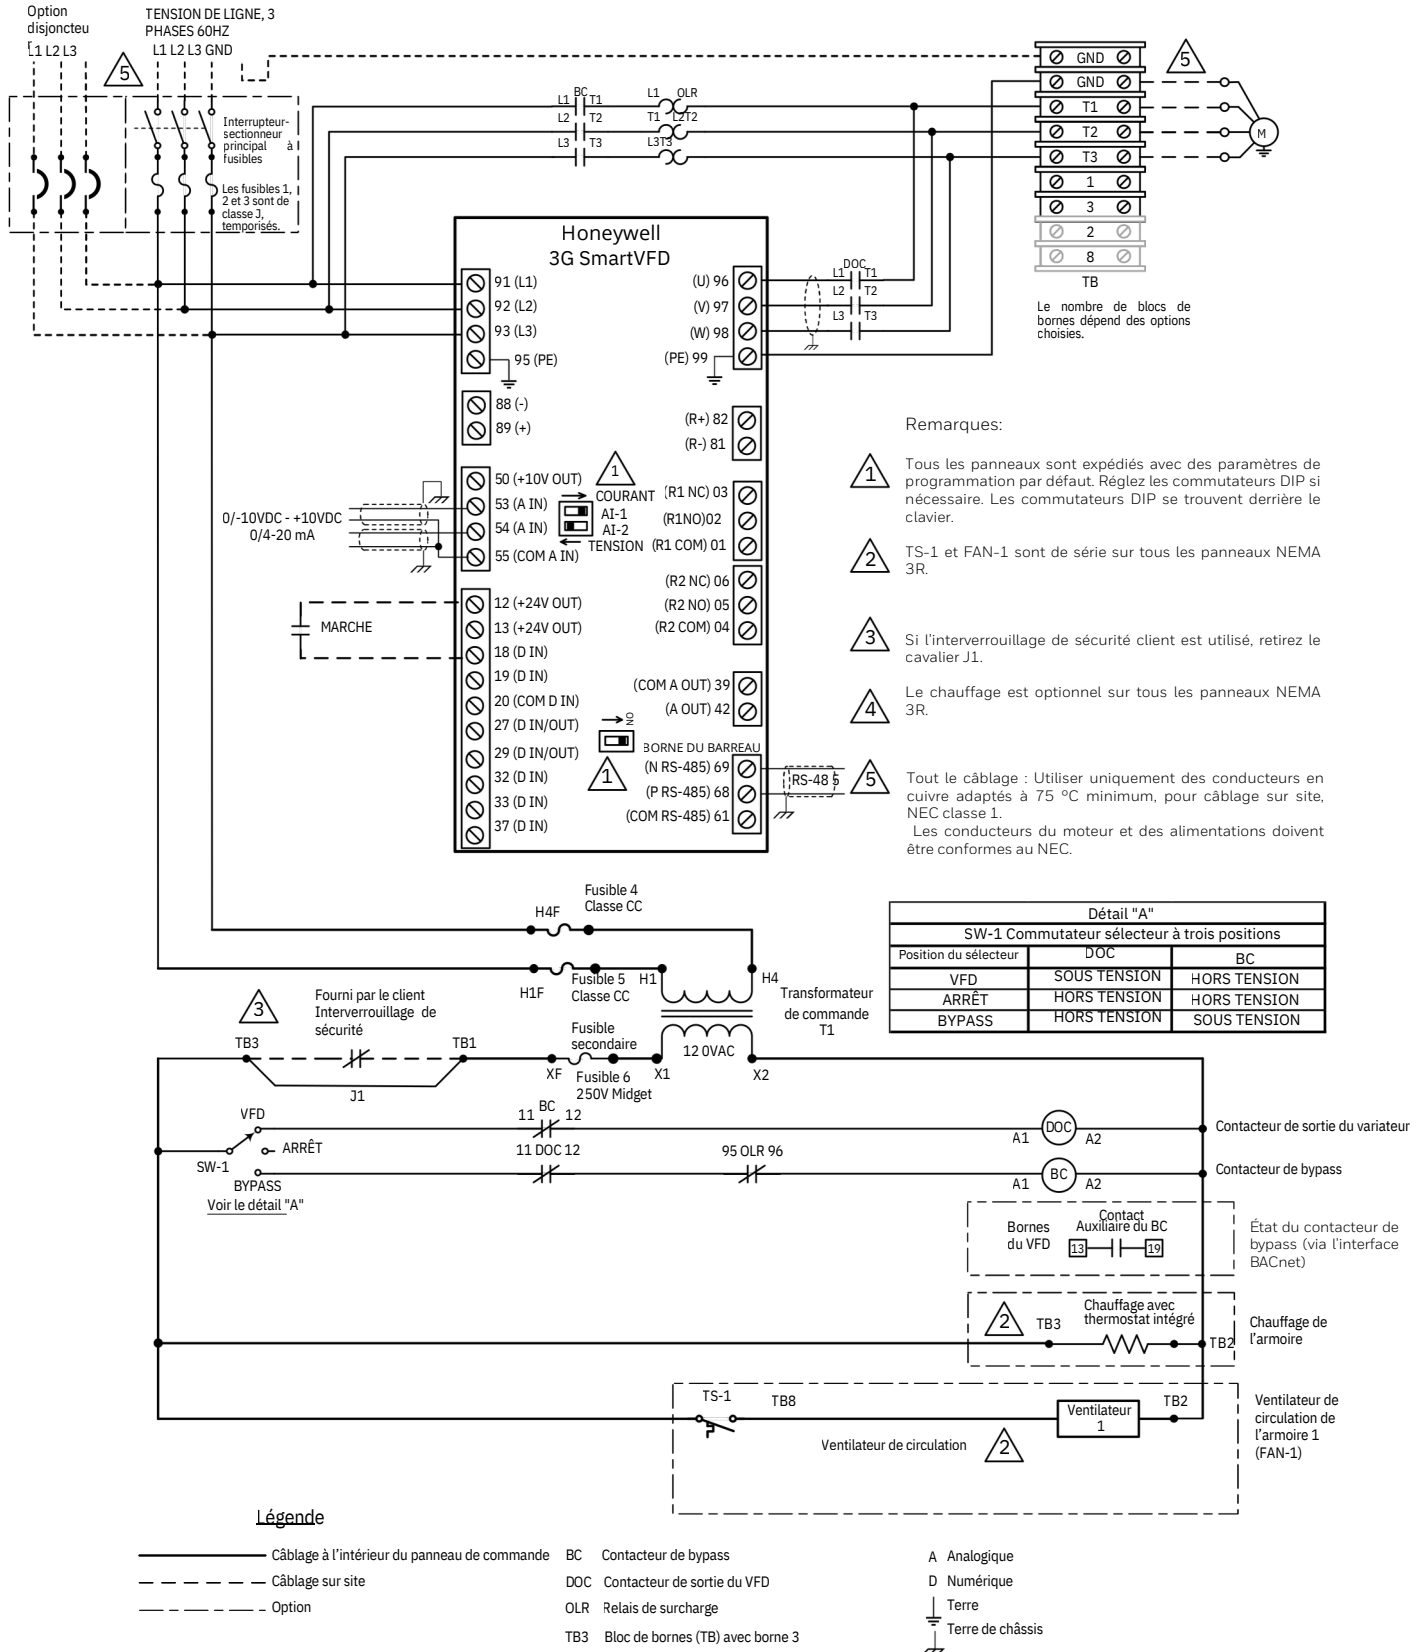 Option
disjoncteu
r
L1 L2 L3
TENSION DE LIGNE, 3
PHASES 60HZ
L1 L2 L3 GND
5
Interrupteur-
sectionneur
principal à
fusibles
Les fusibles 1,
2 et 3 sont de
classe J,
temporisés.
BC
L1 T1
L2 T2
L3 T3
L1 OLR
T1 L2T2
L3T3
GND
GND
T1
T2
T3
1
3
2
8
TB
5
M
Le nombre de blocs de
bornes dépend des options
choisies.
Honeywell
3G SmartVFD
91 (L1)
92 (L2)
93 (L3)
95 (PE)
88 (-)
89 (+)
50 (+10V OUT)
53 (A IN)
54 (A IN)
55 (COM A IN)
12 (+24V OUT)
13 (+24V OUT)
18 (D IN)
19 (D IN)
20 (COM D IN)
27 (D IN/OUT)
29 (D IN/OUT)
32 (D IN)
33 (D IN)
37 (D IN)
1
COURANT
AI-1
AI-2
TENSION
0/-10VDC - +10VDC
0/4-20 mA
MARCHE
(U) 96
(V) 97
(W) 98
(PE) 99
(R+) 82
(R-) 81
(R1 NC) 03
(R1NO)02
(R1 COM) 01
(R2 NC) 06
(R2 NO) 05
(R2 COM) 04
(COM A OUT) 39
(A OUT) 42
ON
BORNE DU BARREAU
1
(N RS-485) 69
(P RS-485) 68
(COM RS-485) 61
RS-48 5
DOC
L1 T1
L2 T2
L3 T3
Remarques:
1
Tous les panneaux sont expédiés avec des paramètres de
programmation par défaut. Réglez les commutateurs DIP si
nécessaire. Les commutateurs DIP se trouvent derrière le
clavier.
2
TS-1 et FAN-1 sont de série sur tous les panneaux NEMA
3R.
3
Si l'interverrouillage de sécurité client est utilisé, retirez le
cavalier J1.
4
Le chauffage est optionnel sur tous les panneaux NEMA
3R.
5
Tout le câblage : Utiliser uniquement des conducteurs en
cuivre adaptés à 75 °C minimum, pour câblage sur site,
NEC classe 1.
Les conducteurs du moteur et des alimentations doivent
être conformes au NEC.
Détail "A"
SW-1 Commutateur sélecteur à trois positions
Position du sélecteur DOC BC
VFD SOUS TENSION HORS TENSION
ARRÊT HORS TENSION HORS TENSION
BYPASS HORS TENSION SOUS TENSION
Fusible 4
Classe CC
H4F
H1F
Fusible 5
Classe CC
H1
H4
Transformateur
de commande
T1
3
Fourni par le client
Interverrouillage de
sécurité
TB3
TB1
J1
Fusible
secondaire
XF
Fusible 6
250V Midget
X1
12 0VAC
X2
VFD
SW-1
ARRÊT
BYPASS
Voir le détail "A"
BC
11 12
A1 DOC A2
Contacteur de sortie du variateur
11 DOC 12
95 OLR 96
A1 BC A2
Contacteur de bypass
Bornes
du VFD
Contact
Auxiliaire du BC
13
19
État du contacteur de
bypass (via l'interface
BACnet)
2
TB3
Chauffage avec
thermostat intégré
TB2
Chauffage de
l'armoire
TS-1
TB8
Ventilateur
1
TB2
Ventilateur de circulation
2
Ventilateur de
circulation de
l'armoire 1
(FAN-1)
Légende
Câblage à l'intérieur du panneau de commande
Câblage sur site
Option
BC Contacteur de bypass
DOC Contacteur de sortie du VFD
OLR Relais de surcharge
TB3 Bloc de bornes (TB) avec borne 3
A Analogique
D Numérique
Terre
Terre de châssis